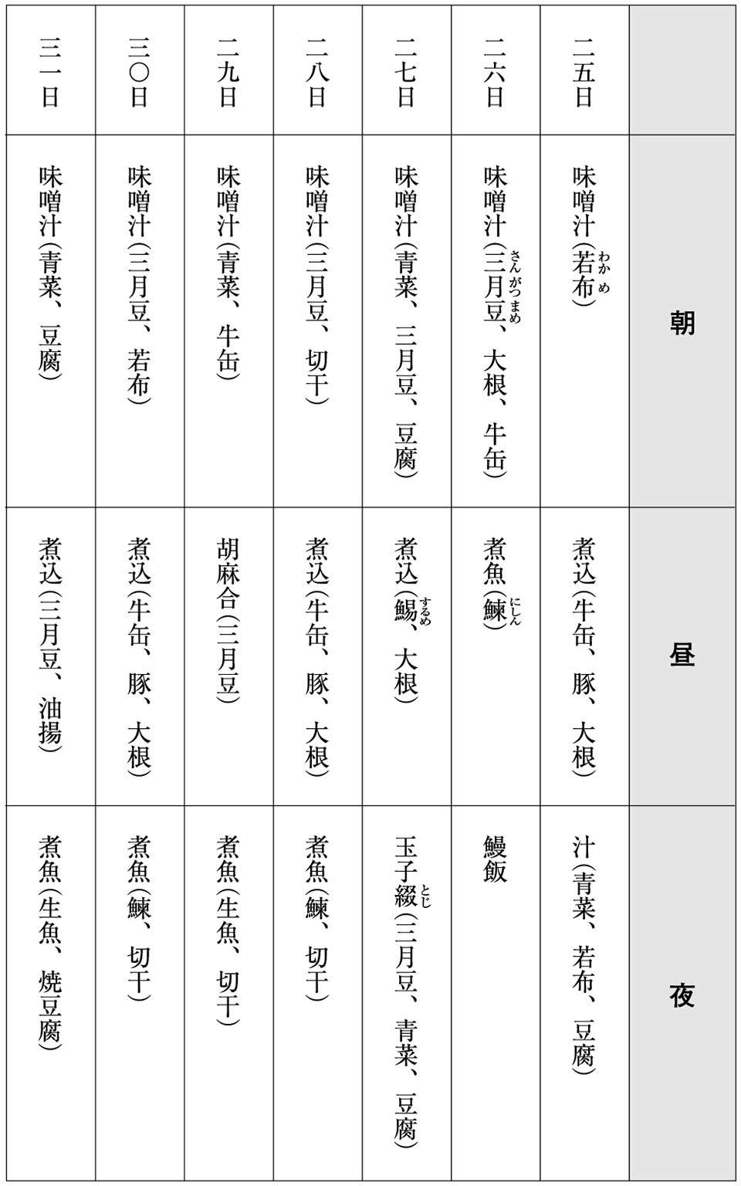 朝
昼
夜
二五日
味噌汁(若布)
わかめ
煮込(牛缶、豚、大根)
汁(青菜、若布、豆腐)
二六日
味噌汁(三月豆、大根、牛缶)
さんがつまめ
煮魚(鰊)
にしん
鰻飯
二七日
味噌汁(青菜、三月豆、豆腐)
煮込(鯣、大根)
するめ
玉子綴(三月豆、青菜、豆腐)
とじ
二八日
味噌汁(三月豆、切干)
煮込(牛缶、豚、大根)
煮魚(鰊、切干)
二九日
味噌汁(青菜、牛缶)
胡麻合(三月豆)
煮魚(生魚、切干)
三〇日
味噌汁(三月豆、若布)
煮込(牛缶、豚、大根)
煮魚(鰊、切干)
三一日
味噌汁(青菜、豆腐)
煮込(三月豆、油揚)
煮魚(生魚、焼豆腐)